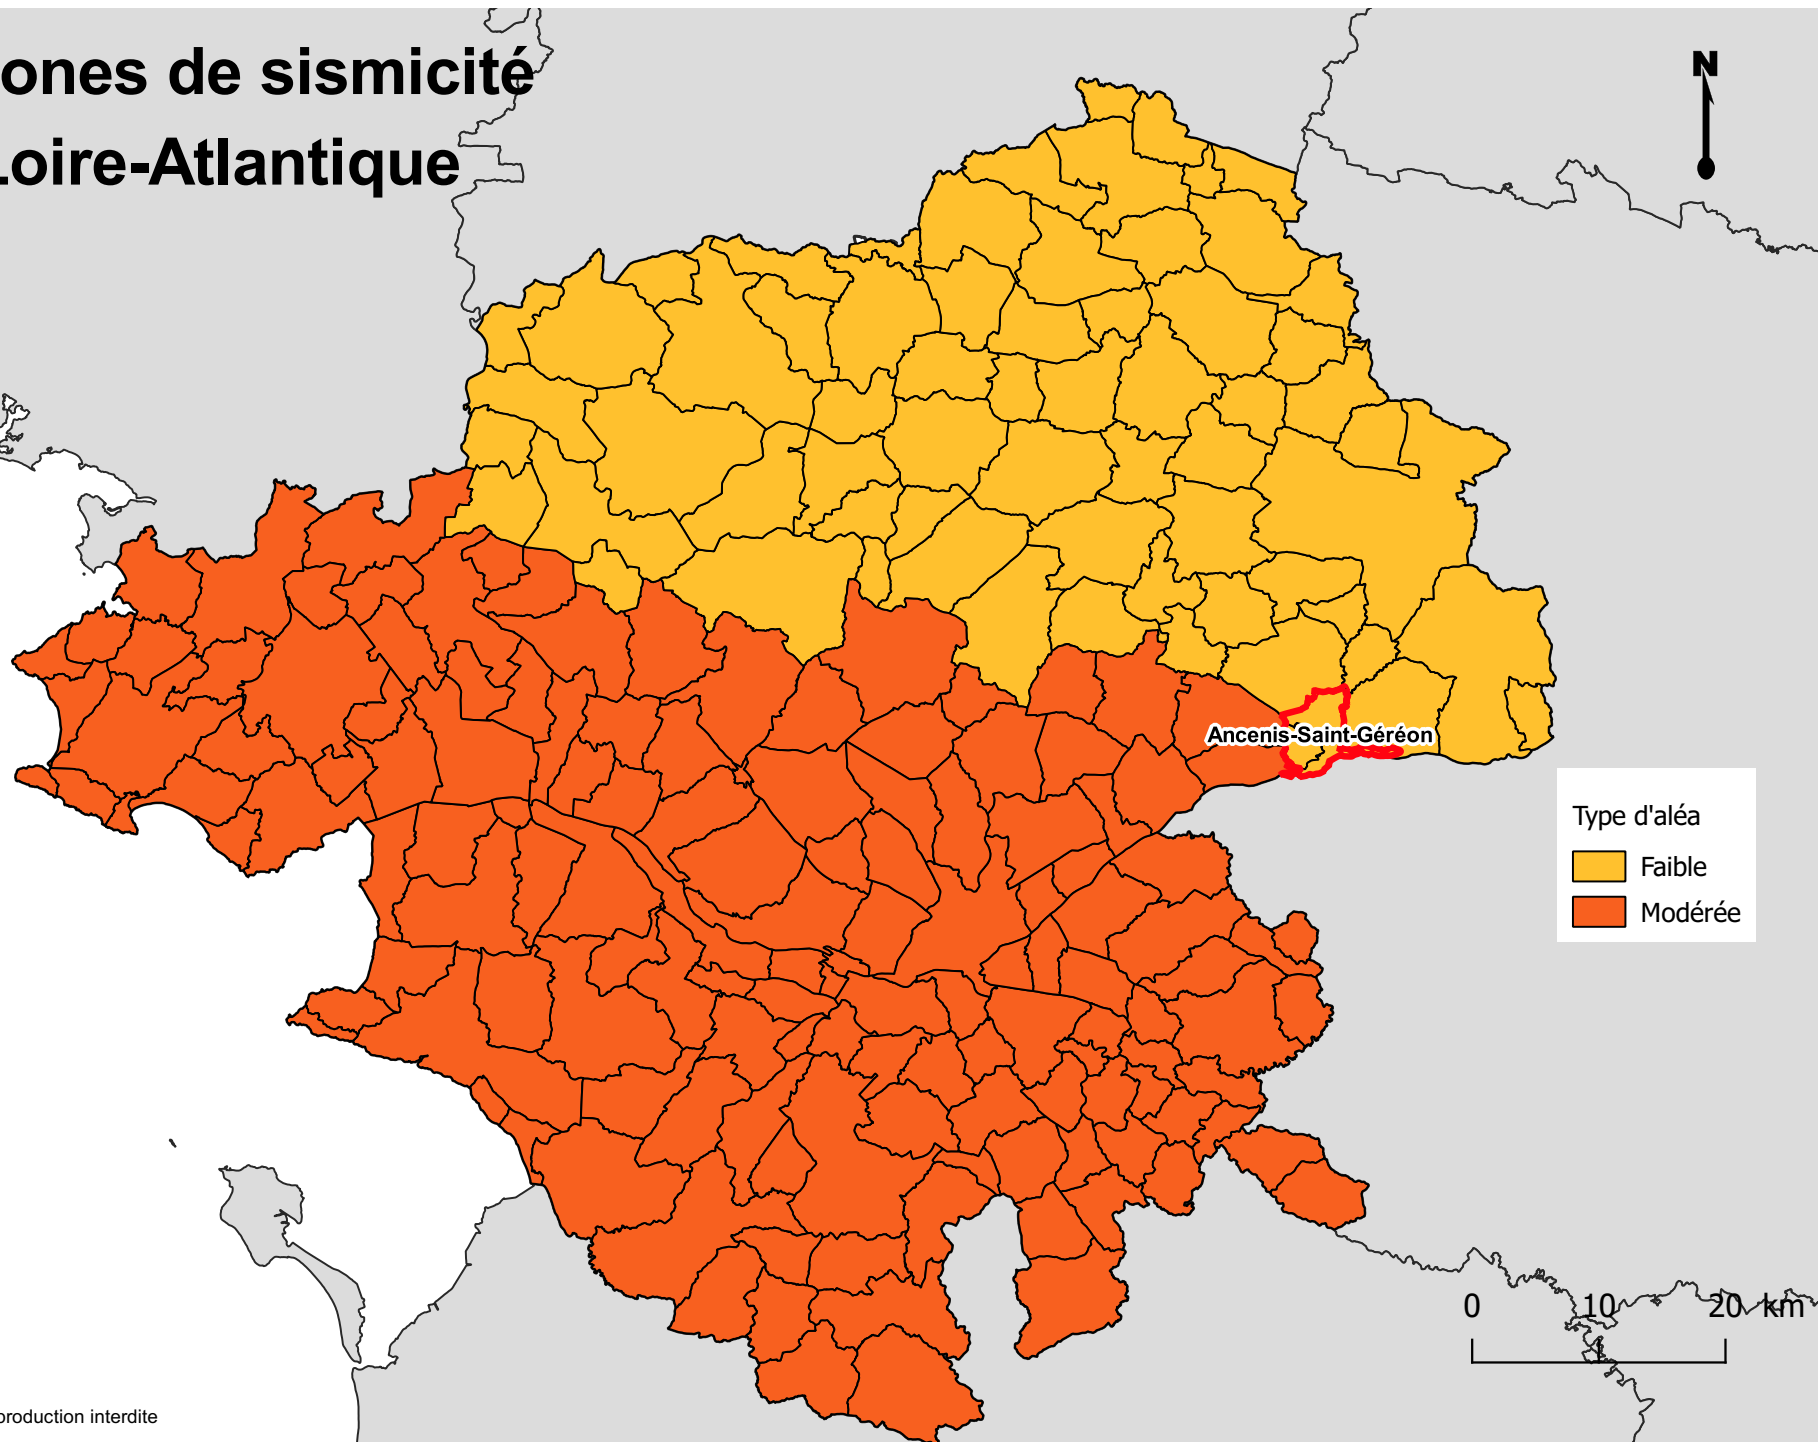 ones de sismicité
Loire-Atlantique
N
Ancenis-Saint-Géréon
Type d'aléa
Faible
Modérée
0 10 20 km
production interdite